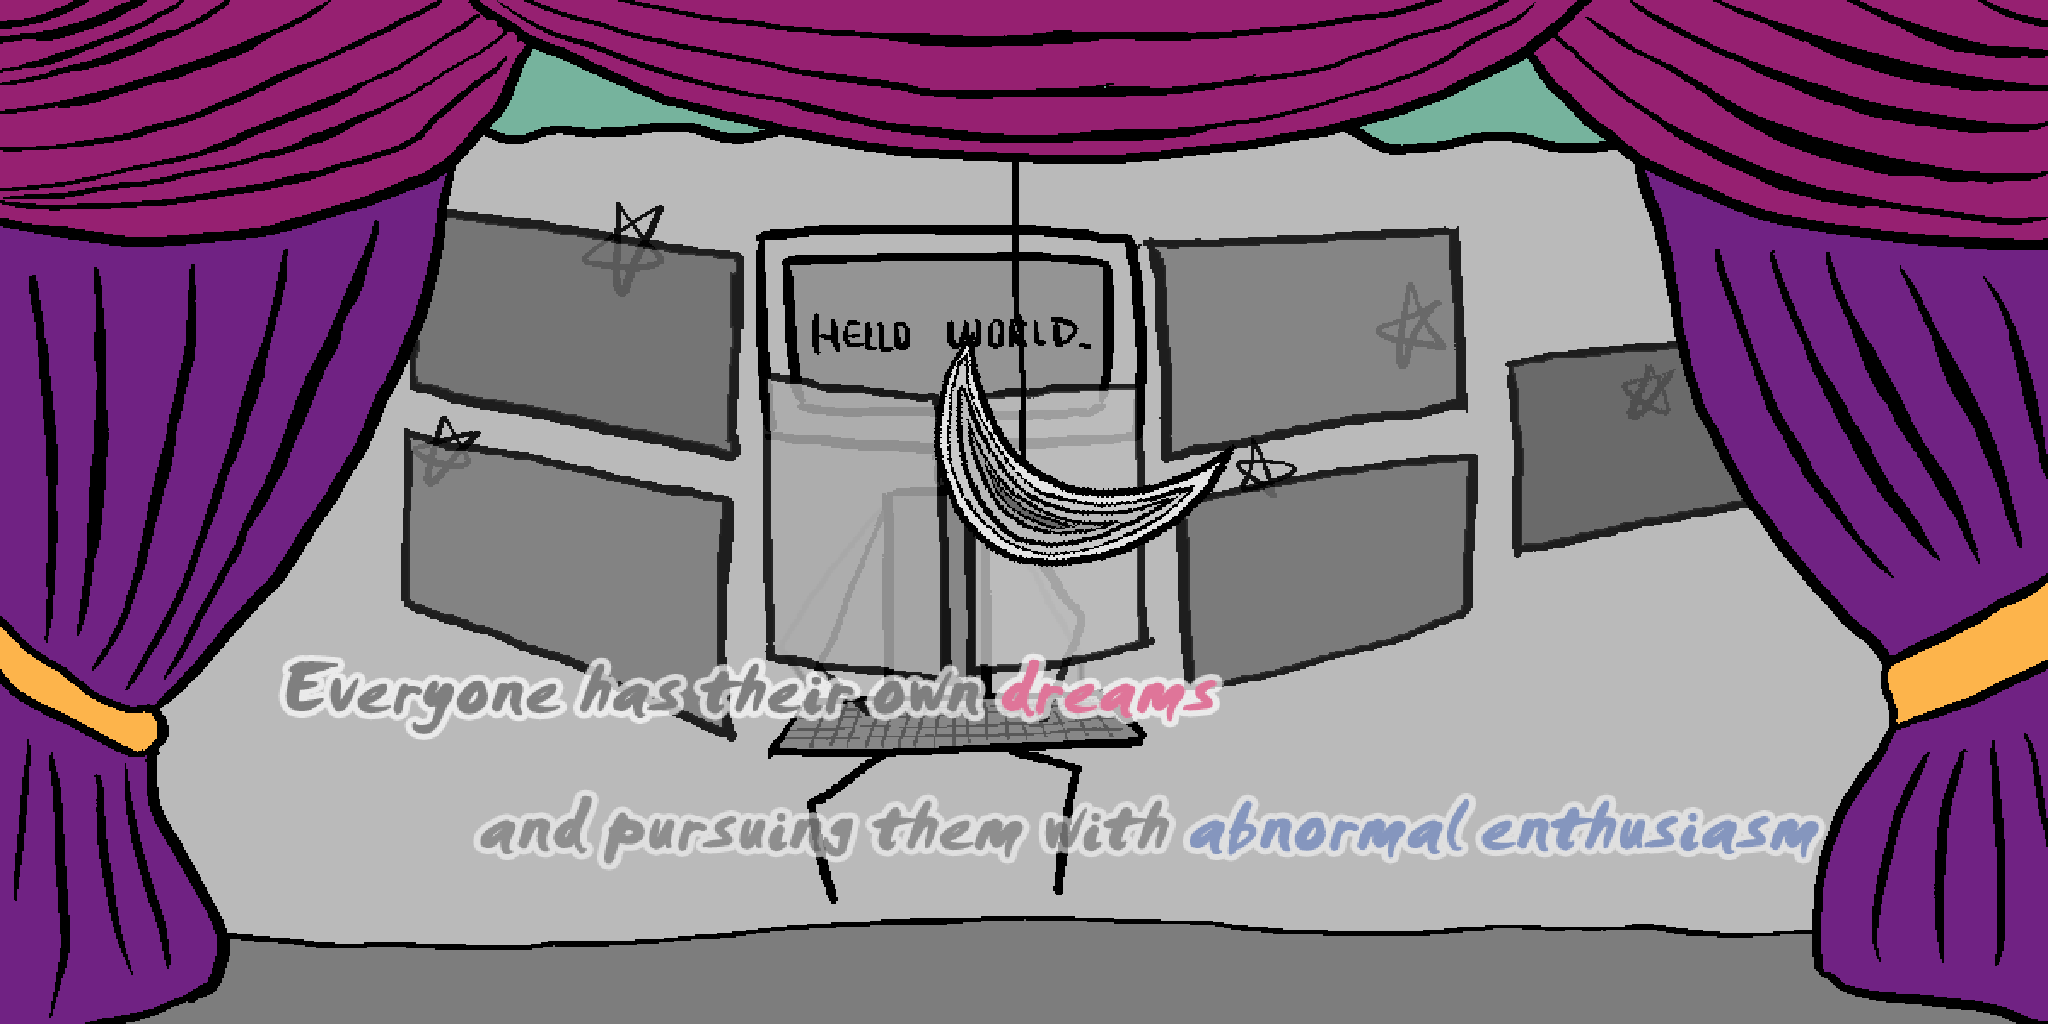 HELLO WORLD_
Everyone has their own dreams
and pursuing them with abnormal enthusiasm